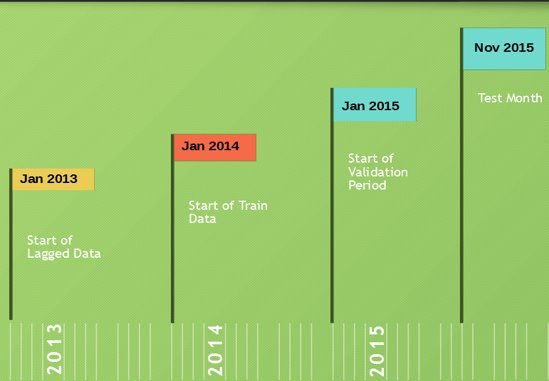 Jan 2013
Start of
Lagged Data
Jan 2014
Start of Train
Data
Jan 2015
Start of
Validation
Period
Nov 2015
Test Month
2013
2014
2015